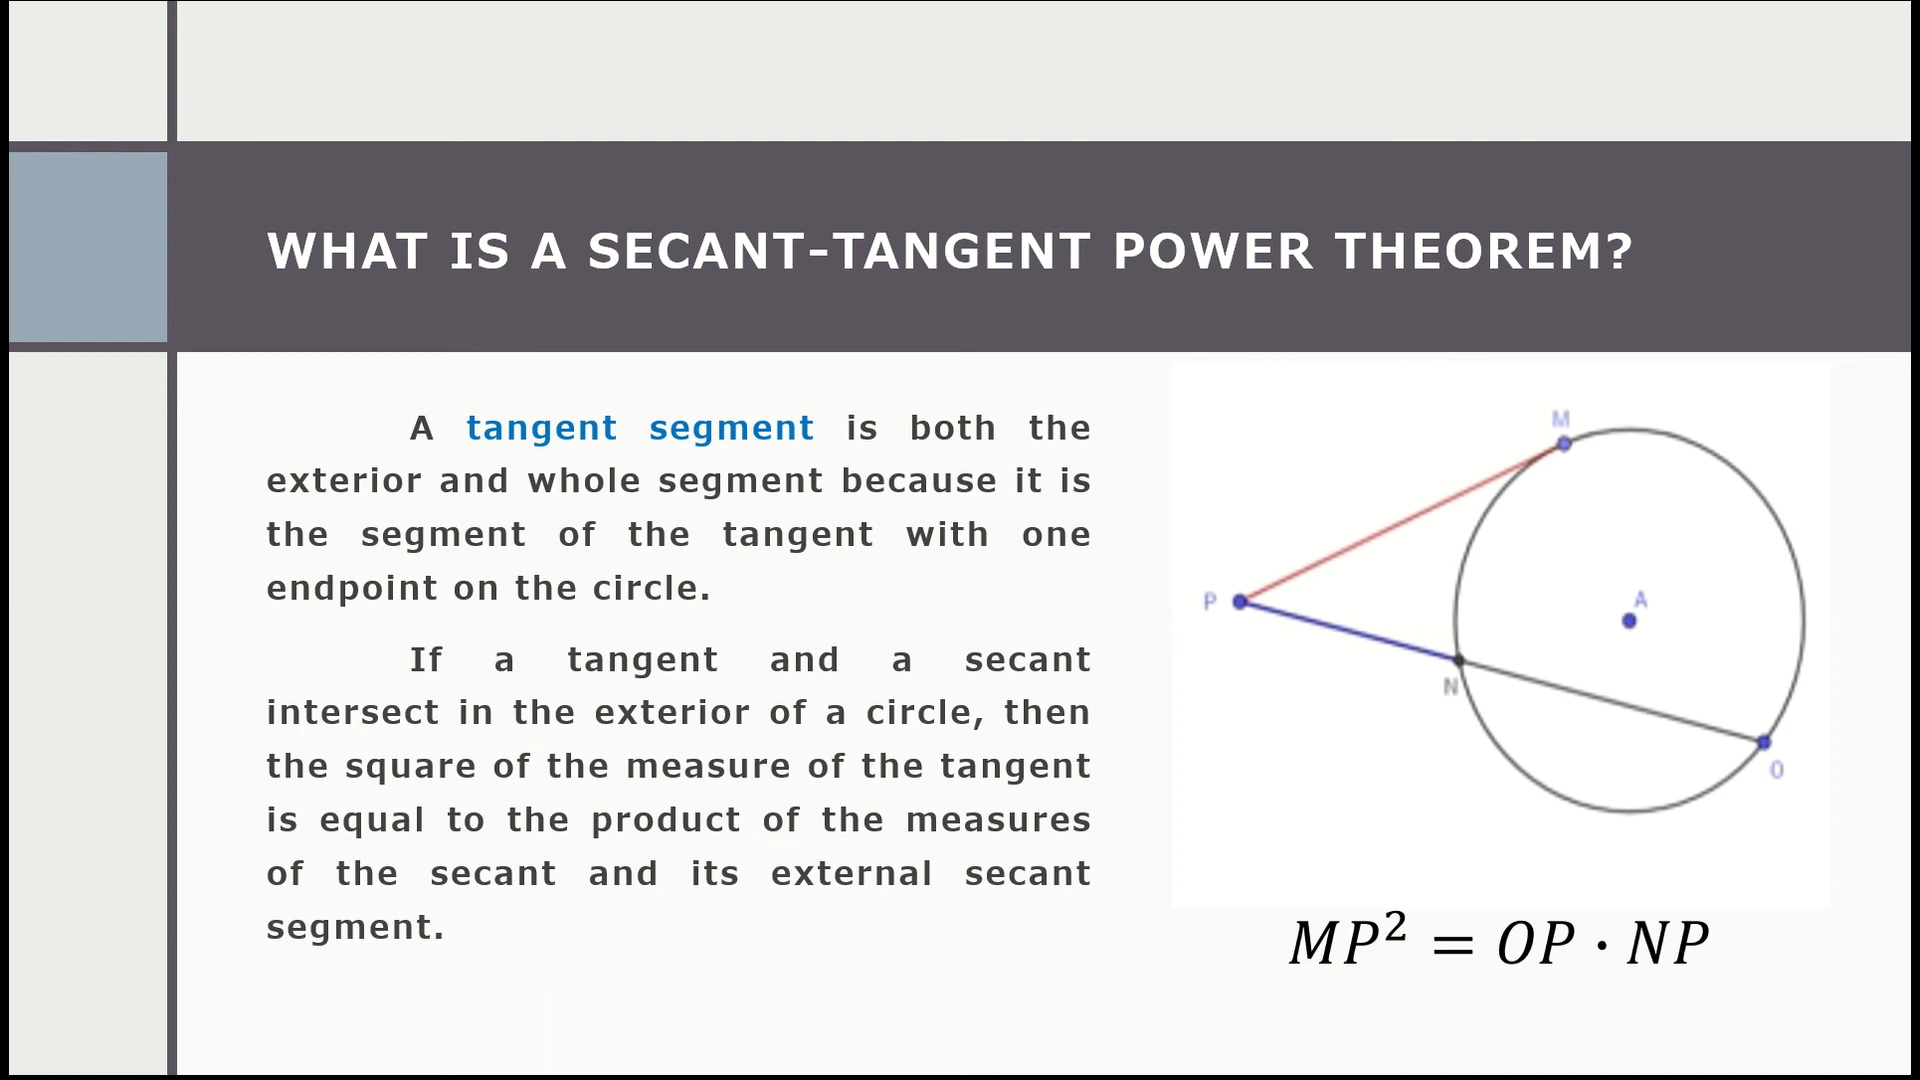 WHAT IS A SECANT-TANGENT POWER THEOREM?
A tangent segment is both the
exterior and whole segment because it is
the segment of the tangent with one
endpoint on the circle.
If a tangent and a secant
intersect in the exterior of a circle, then
the square of the measure of the tangent
is equal to the product of the measures
of the secant and its external secant
segment.
M
P
A
N
O
MP² = OP · NP